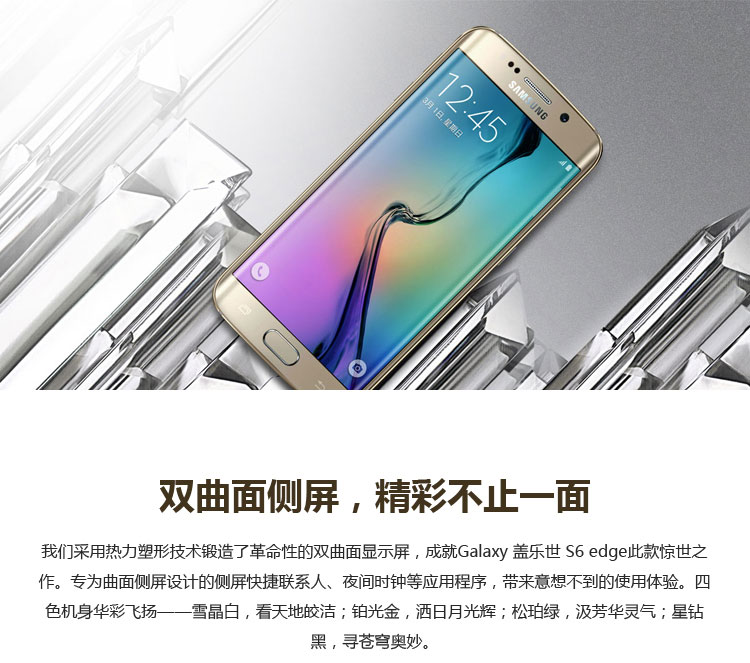 SAMSUNG
12:45
3月1日, 星期日
双曲面侧屏，精彩不止一面
我们采用热力塑形技术锻造了革命性的双曲面显示屏，成就Galaxy 盖乐世 S6 edge此款惊世之
作。专为曲面侧屏设计的侧屏快捷联系人、夜间时钟等应用程序，带来意想不到的使用体验。四
色机身华彩飞扬——雪晶白，看天地皎洁；铂光金，洒日月光辉；松珀绿，汲芳华灵气；星钻
黑，寻苍穹奥妙。